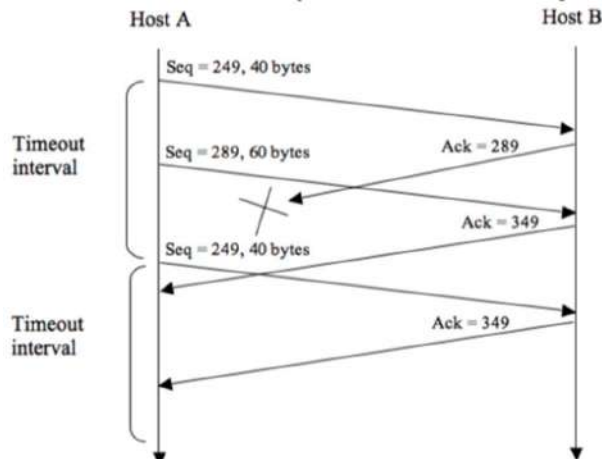 Host A
Host B
Seq = 249, 40 bytes
Ack = 289
Timeout
interval
Seq = 289, 60 bytes
Ack = 349
Seq = 249, 40 bytes
Timeout
interval
Ack = 349